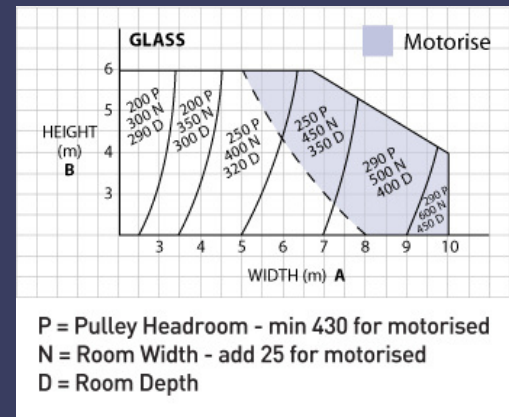 GLASS
Motorise
6
5
4
3
HEIGHT
(m)
B
200 P
300 N
290 D
200 P
350 N
300 D
250 P
400 N
320 D
250 P
450 N
350 D
290 P
500 N
400 D
290 P
600 N
450 D
3 4 5 6 7 8 9 10
WIDTH (m) A
P = Pulley Headroom - min 430 for motorised
N = Room Width - add 25 for motorised
D = Room Depth